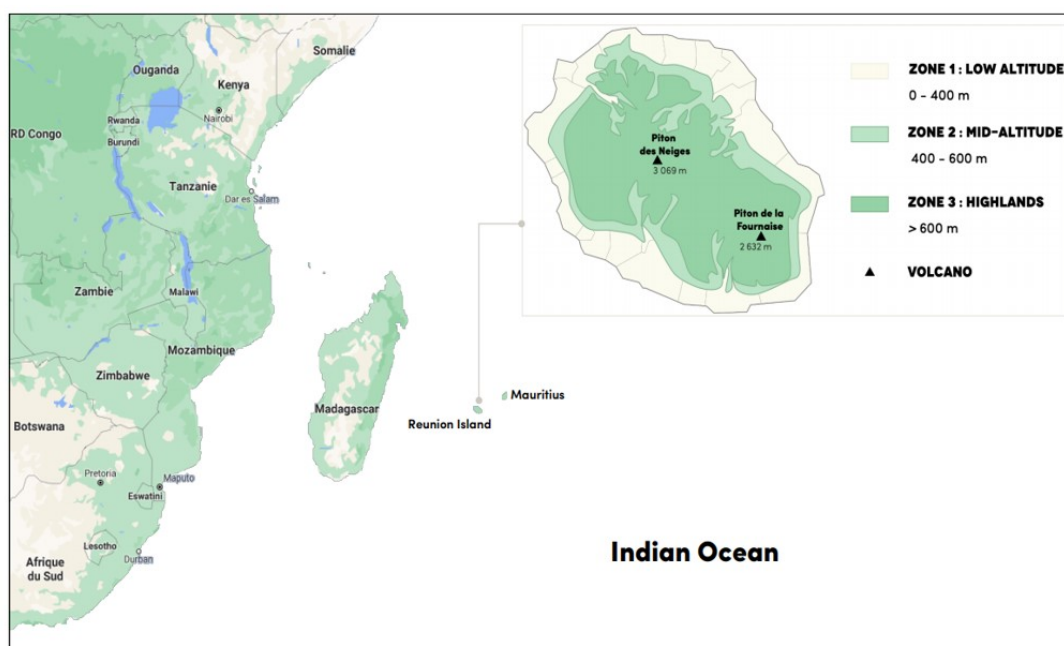 Somalie
Ouganda
Kenya
Nairobi
RD Congo
Rwanda
Burundi
Tanzanie
Dar es Salam
Zambie
Malawi
Mozambique
Zimbabwe
Madagascar
Botswana
Pretoria
Maputo
Eswatini
Lesotho
Durban
Afrique
du Sud
Reunion Island
Mauritius
Indian Ocean
Piton
des Neiges
3 069 m
Piton de la
Fournaise
2 632 m
ZONE 1 : LOW ALTITUDE
0 - 400 m
ZONE 2 : MID-ALTITUDE
400 - 600 m
ZONE 3 : HIGHLANDS
> 600 m
VOLCANO